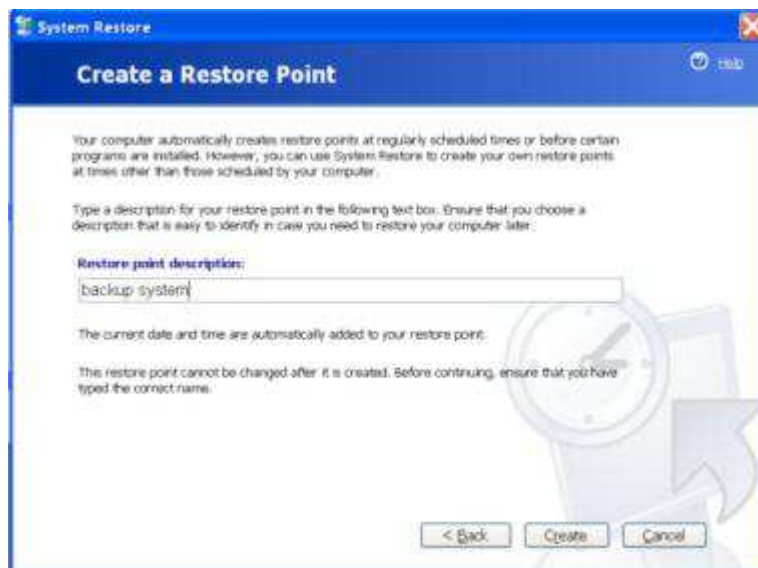 System Restore
Create a Restore Point
Help
Your computer automatically creates restore points at regularly scheduled times or before certain
programs are installed. However, you can use System Restore to create your own restore points
at times other than those scheduled by your computer.
Type a description for your restore point in the following text box. Ensure that you choose a
description that is easy to identify in case you need to restore your computer later.
Restore point description:
backup system
The current date and time are automatically added to your restore point.
This restore point cannot be changed after it is created. Before continuing, ensure that you have
typed the correct name.
< Back
Create
Cancel